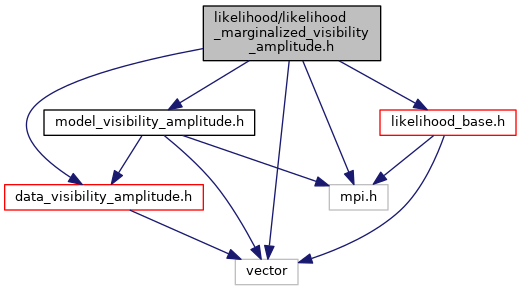 likelihood/likelihood
_marginalized_visibility
_amplitude.h
model_visibility_amplitude.h
likelihood_base.h
data_visibility_amplitude.h
mpi.h
vector